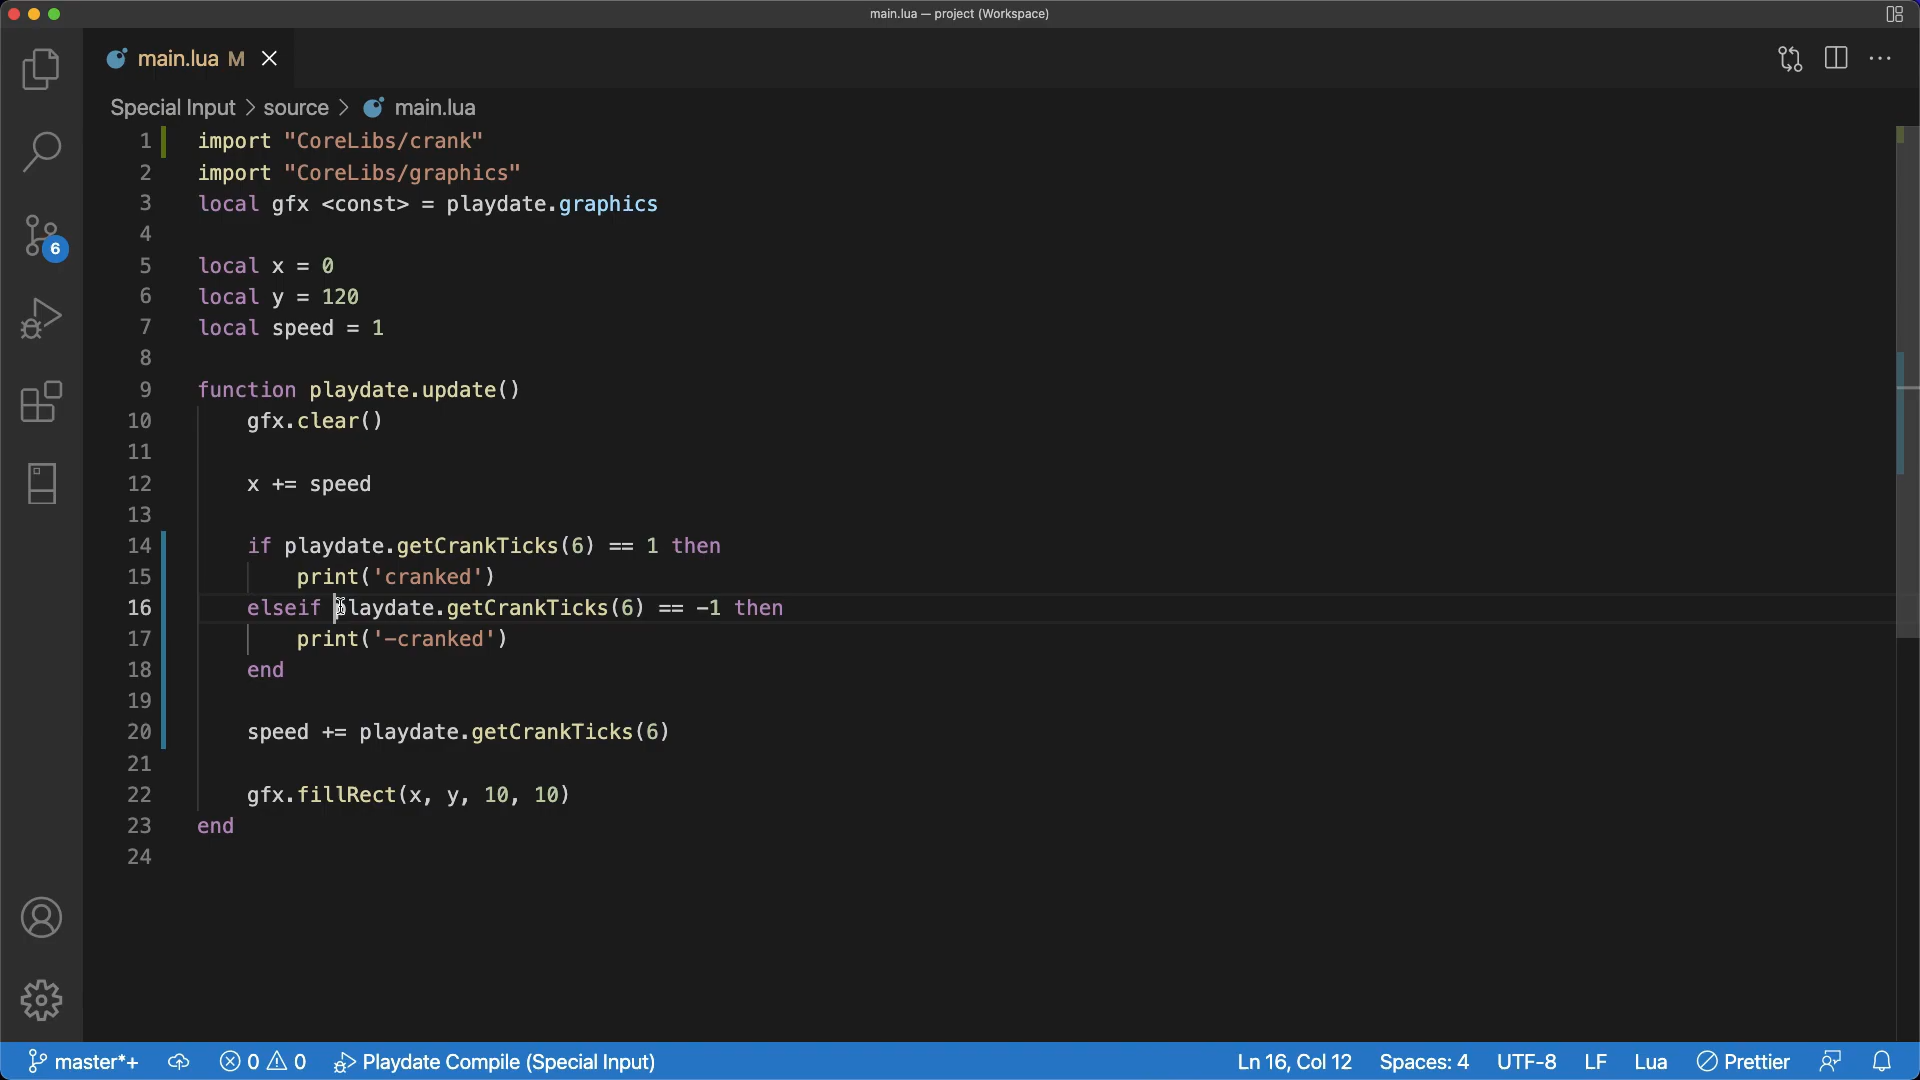 main.lua — project (Workspace)
main.lua M
Special Input > source > main.lua
1 import "CoreLibs/crank"
2 import "CoreLibs/graphics"
3 local gfx <const> = playdate.graphics
4
5 local x = 0
6 local y = 120
7 local speed = 1
8
9 function playdate.update()
10 gfx.clear()
11
12 x += speed
13
14 if playdate.getCrankTicks(6) == 1 then
15 print('cranked')
16 elseif playdate.getCrankTicks(6) == -1 then
17 print('-cranked')
18 end
19
20 speed += playdate.getCrankTicks(6)
21
22 gfx.fillRect(x, y, 10, 10)
23 end
24
6
master*+ 0 0 Playdate Compile (Special Input) Ln 16, Col 12 Spaces: 4 UTF-8 LF Lua Prettier